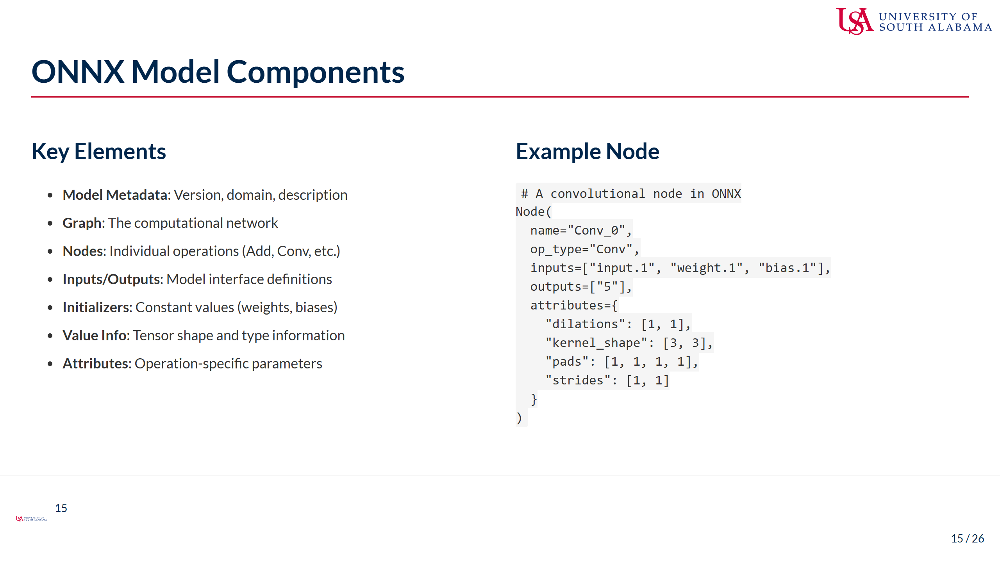 USA UNIVERSITY OF
SOUTH ALABAMA
ONNX Model Components
Key Elements
• Model Metadata: Version, domain, description
• Graph: The computational network
• Nodes: Individual operations (Add, Conv, etc.)
• Inputs/Outputs: Model interface definitions
• Initializers: Constant values (weights, biases)
• Value Info: Tensor shape and type information
• Attributes: Operation-specific parameters
Example Node
# A convolutional node in ONNX
Node(
  name="Conv_0",
  op_type="Conv",
  inputs=["input.1", "weight.1", "bias.1"],
  outputs=["5"],
  attributes={
    "dilations": [1, 1],
    "kernel_shape": [3, 3],
    "pads": [1, 1, 1, 1],
    "strides": [1, 1]
  }
)
15
USA UNIVERSITY OF
SOUTH ALABAMA
15 / 26